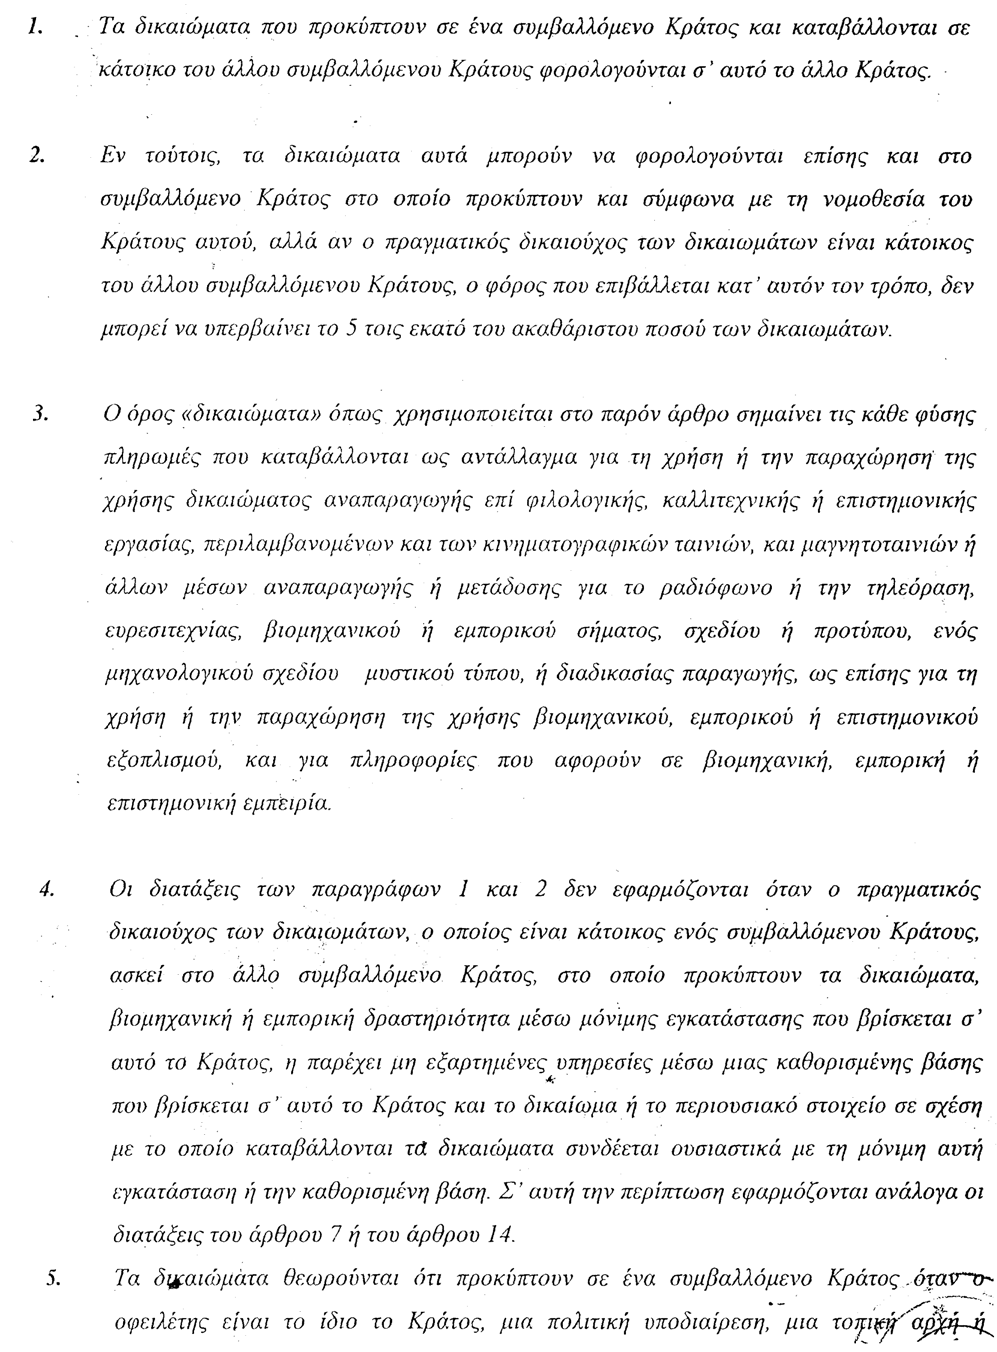 1. Τα δικαιώματα που προκύπτουν σε ένα συμβαλλόμενο Κράτος και καταβάλλονται σε
κάτοικο του άλλου συμβαλλόμενου Κράτους φορολογούνται σ' αυτό το άλλο Κράτος.
2. Εν τούτοις, τα δικαιώματα αυτά μπορούν να φορολογούνται επίσης και στο
συμβαλλόμενο Κράτος στο οποίο προκύπτουν και σύμφωνα με τη νομοθεσία του
Κράτους αυτού, αλλά αν ο πραγματικός δικαιούχος των δικαιωμάτων είναι κάτοικος
του άλλου συμβαλλόμενου Κράτους, ο φόρος που επιβάλλεται κατ' αυτόν τον τρόπο, δεν
μπορεί να υπερβαίνει το 5 τοις εκατό του ακαθάριστου ποσού των δικαιωμάτων.
3. Ο όρος «δικαιώματα» όπως χρησιμοποιείται στο παρόν άρθρο σημαίνει τις κάθε φύσης
πληρωμές που καταβάλλονται ως αντάλλαγμα για τη χρήση ή την παραχώρηση της
χρήσης δικαιώματος αναπαραγωγής επί φιλολογικής, καλλιτεχνικής ή επιστημονικής
εργασίας, περιλαμβανομένων και των κινηματογραφικών ταινιών, και μαγνητοταινιών ή
άλλων μέσων αναπαραγωγής ή μετάδοσης για το ραδιόφωνο ή την τηλεόραση,
ευρεσιτεχνίας, βιομηχανικού ή εμπορικού σήματος, σχεδίου ή προτύπου, ενός
μηχανολογικού σχεδίου μυστικού τύπου, ή διαδικασίας παραγωγής, ως επίσης για τη
χρήση ή την παραχώρηση της χρήσης βιομηχανικού, εμπορικού ή επιστημονικού
εξοπλισμού, και για πληροφορίες που αφορούν σε βιομηχανική, εμπορική ή
επιστημονική εμπειρία.
4. Οι διατάξεις των παραγράφων 1 και 2 δεν εφαρμόζονται όταν ο πραγματικός
δικαιούχος των δικαιωμάτων, ο οποίος είναι κάτοικος ενός συμβαλλόμενου Κράτους,
ασκεί στο άλλο συμβαλλόμενο Κράτος, στο οποίο προκύπτουν τα δικαιώματα,
βιομηχανική ή εμπορική δραστηριότητα μέσω μόνιμης εγκατάστασης που βρίσκεται σ'
αυτό το Κράτος, η παρέχει μη εξαρτημένες υπηρεσίες μέσω μιας καθορισμένης βάσης
που βρίσκεται σ' αυτό το Κράτος και το δικαίωμα ή το περιουσιακό στοιχείο σε σχέση
με το οποίο καταβάλλονται τα δικαιώματα συνδέεται ουσιαστικά με τη μόνιμη αυτή
εγκατάσταση ή την καθορισμένη βάση. Σ' αυτή την περίπτωση εφαρμόζονται ανάλογα οι
διατάξεις του άρθρου 7 ή του άρθρου 14.
5. Τα δικαιώματα θεωρούνται ότι προκύπτουν σε ένα συμβαλλόμενο Κράτος όταν ο
οφειλέτης είναι το ίδιο το Κράτος, μια πολιτική υποδιαίρεση, μια τοπική αρχή ή